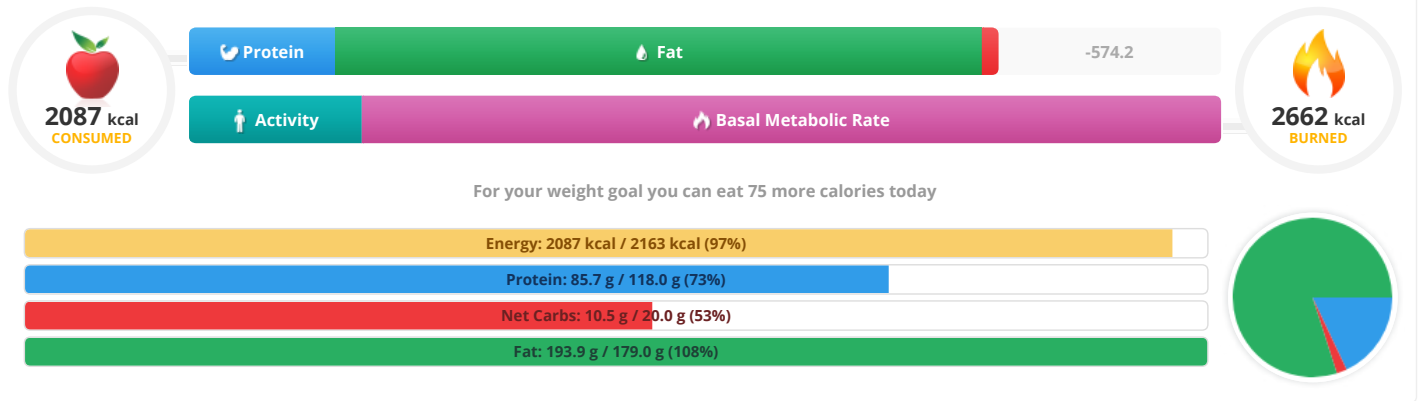 Protein
Fat
-574.2
2087 kcal
CONSUMED
Activity
Basal Metabolic Rate
2662 kcal
BURNED
For your weight goal you can eat 75 more calories today
Energy: 2087 kcal / 2163 kcal (97%)
Protein: 85.7 g / 118.0 g (73%)
Net Carbs: 10.5 g / 20.0 g (53%)
Fat: 193.9 g / 179.0 g (108%)